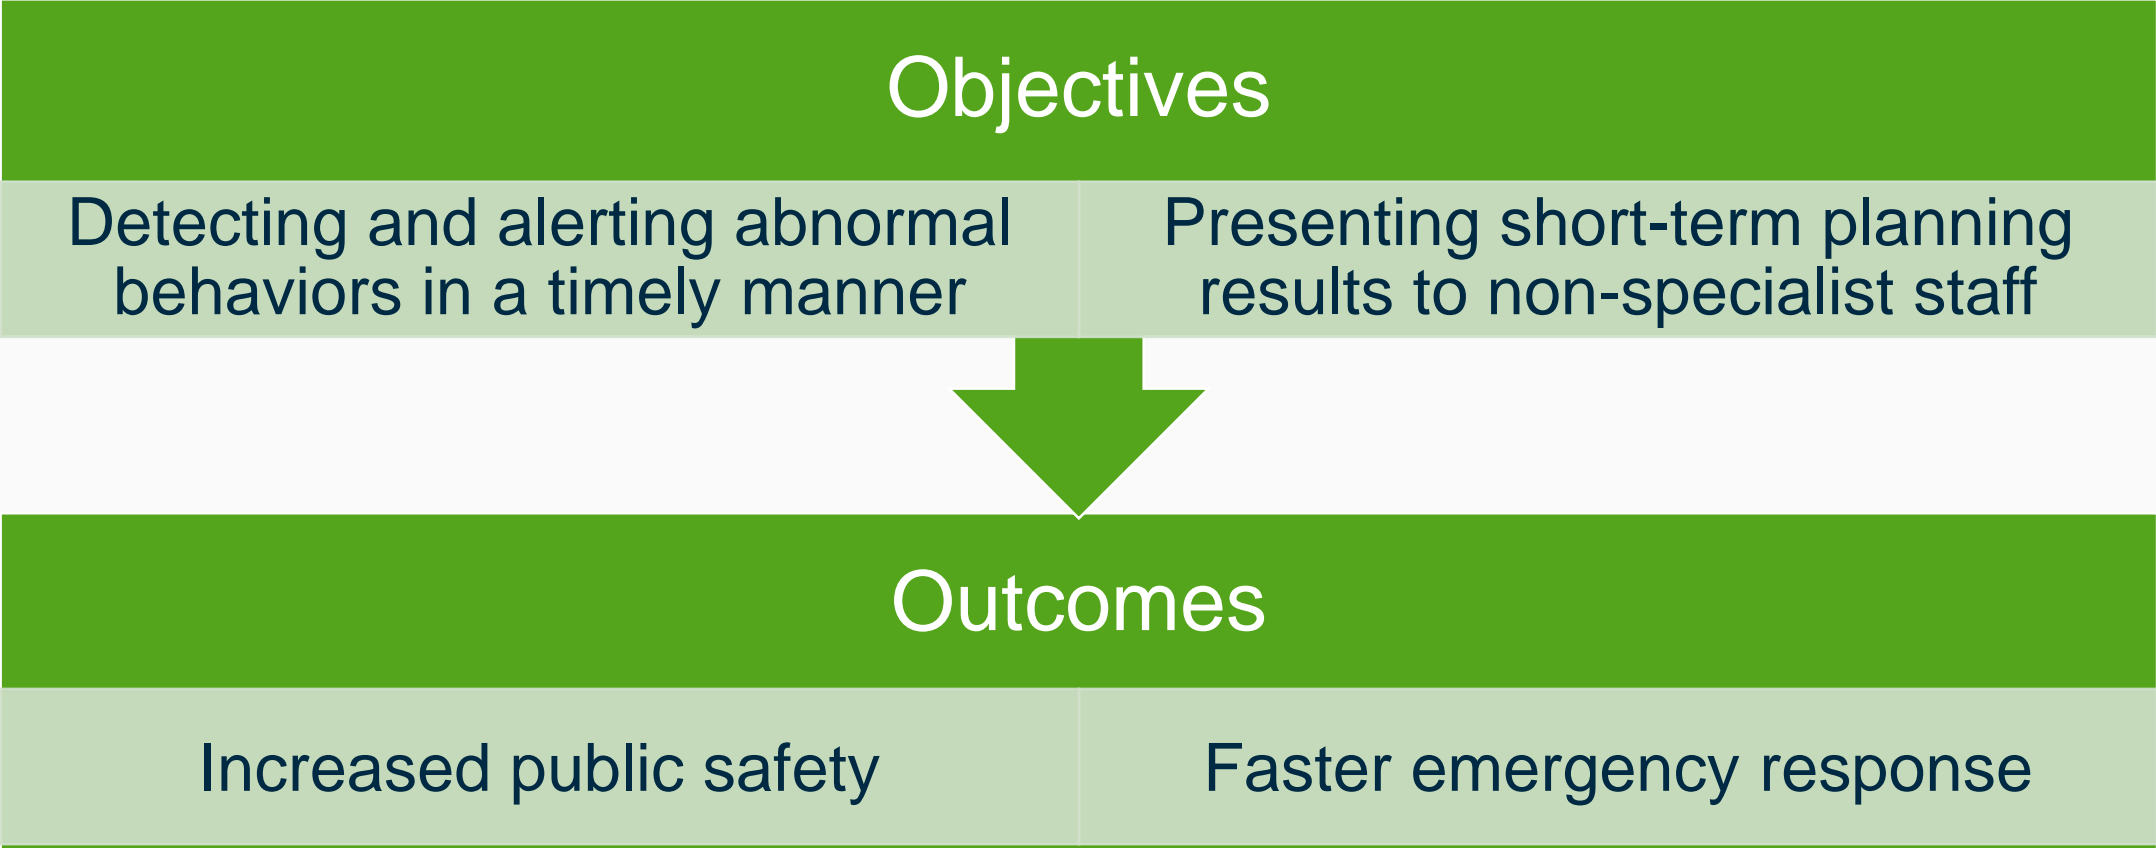 Objectives
Detecting and alerting abnormal
behaviors in a timely manner
Presenting short-term planning
results to non-specialist staff
Outcomes
Increased public safety
Faster emergency response